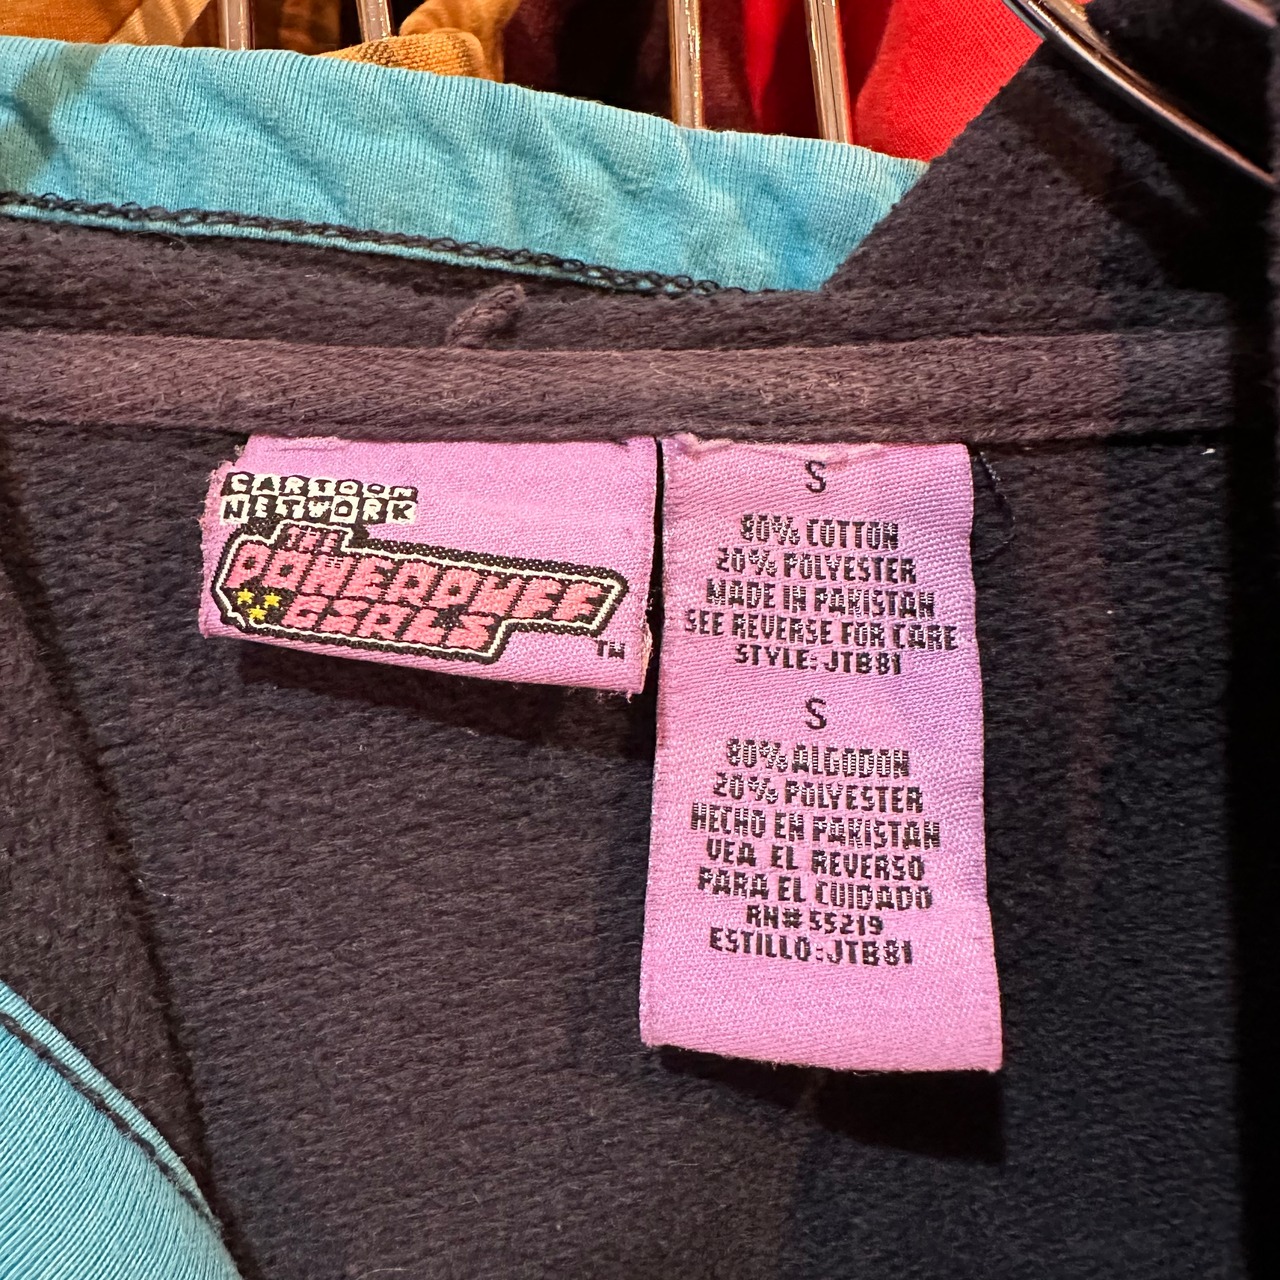 CARTOON
NETWORK
THE
POWERPUFF
GIRLS
TM
S
80% COTTON
20% POLYESTER
MADE IN PAKISTAN
SEE REVERSE FOR CARE
STYLE: JTB81
S
80% ALGODON
20% POLYESTER
HECHO EN PAKISTAN
VEA EL REVERSO
PARA EL CUIDADO
RN# 55219
ESTILLO: JTB81